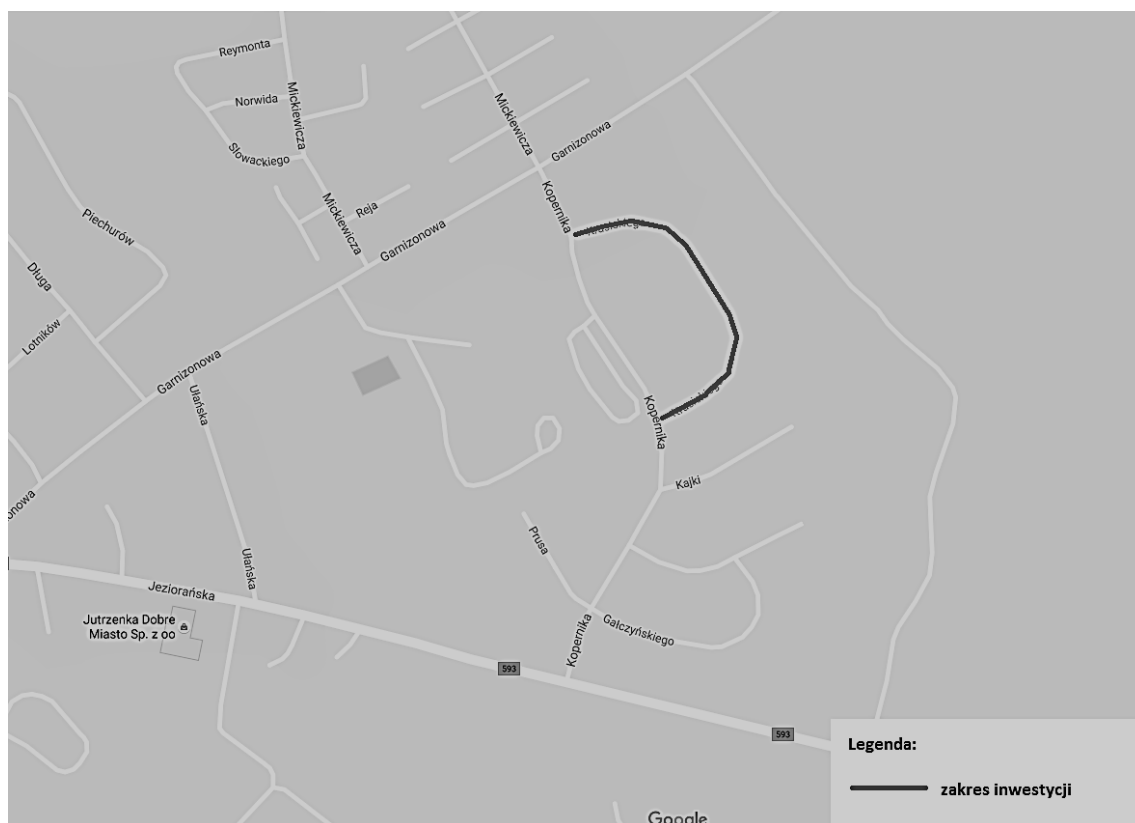 Reymonta
Norwida
Mickiewicza
Słowackiego
Mickiewicza
Reja
Mickiewicza
Garnizonowa
Kopernika
Garnizonowa
Piechurów
Długa
Lotników
Garnizonowa
Ułańska
Kopernika
Kajki
Prusa
Ułańska
Jeziorańska
Jutrzenka Dobre
Miasto Sp. z oo
Gałczyńskiego
Kopernika
593
593
Legenda:
zakres inwestycji
Google